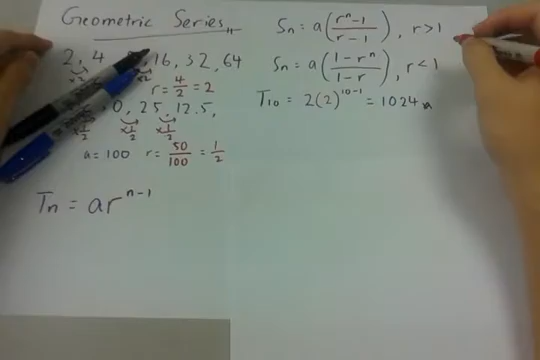 Geometric Series
2, 4 16, 32, 64
×2 ×2
r = 4/2 = 2
0, 25, 12.5,
×1/2 ×1/2 ×1/2
a = 100 r = 50/100 = 1/2
Tn = ar^(n-1)
Sn = a((r^n - 1)/(r - 1)), r > 1
Sn = a((1 - r^n)/(1 - r)), r < 1
T10 = 2(2)^(10-1) = 1024